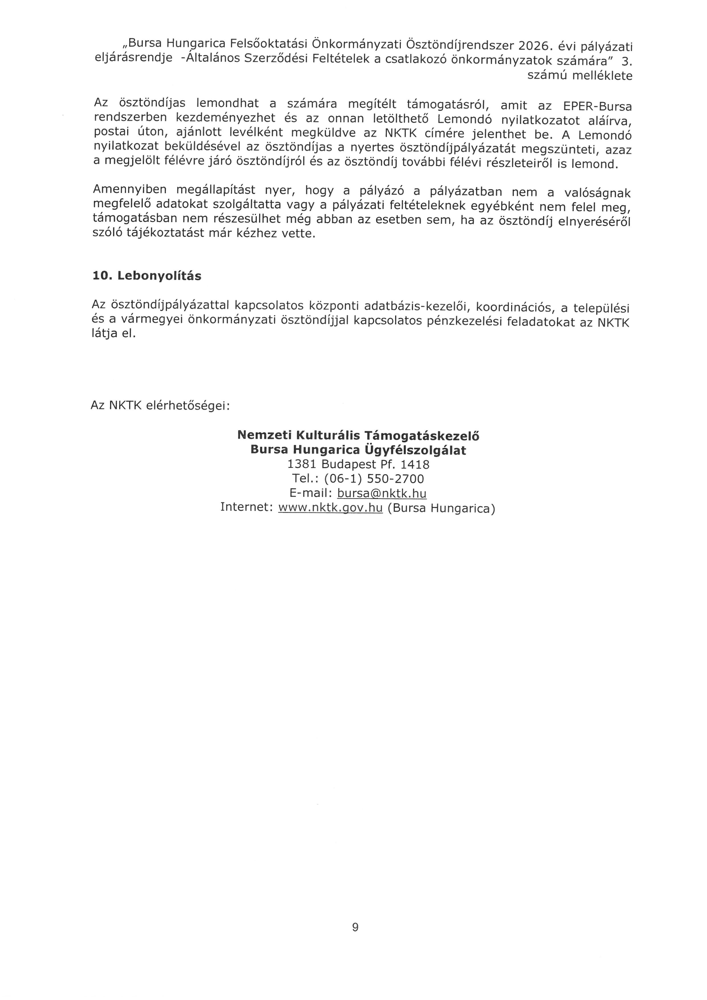 „Bursa Hungarica Felsőoktatási Önkormányzati Ösztöndíjrendszer 2026. évi pályázati
eljárásrendje -Általános Szerződési Feltételek a csatlakozó önkormányzatok számára” 3.
számú melléklete
Az ösztöndíjas lemondhat a számára megítélt támogatásról, amit az EPER-Bursa
rendszerben kezdeményezhet és az onnan letölthető Lemondó nyilatkozatot aláírva,
postai úton, ajánlott levélként megküldve az NKTK címére jelenthet be. A Lemondó
nyilatkozat beküldésével az ösztöndíjas a nyertes ösztöndíjpályázatát megszünteti, azaz
a megjelölt félévre járó ösztöndíjról és az ösztöndíj további félévi részleteiről is lemond.
Amennyiben megállapítást nyer, hogy a pályázó a pályázatban nem a valóságnak
megfelelő adatokat szolgáltatta vagy a pályázati feltételeknek egyébként nem felel meg,
támogatásban nem részesülhet még abban az esetben sem, ha az ösztöndíj elnyeréséről
szóló tájékoztatást már kézhez vette.
10. Lebonyolítás
Az ösztöndíjpályázattal kapcsolatos központi adatbázis-kezelői, koordinációs, a települési
és a vármegyei önkormányzati ösztöndíjjal kapcsolatos pénzkezelési feladatokat az NKTK
látja el.
Az NKTK elérhetőségei:
Nemzeti Kulturális Támogatáskezelő
Bursa Hungarica Ügyfélszolgálat
1381 Budapest Pf. 1418
Tel.: (06-1) 550-2700
E-mail: bursa@nktk.hu
Internet: www.nktk.gov.hu (Bursa Hungarica)
9